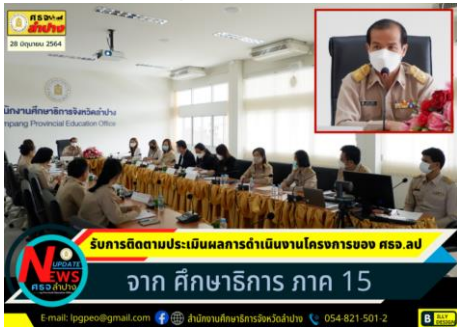 ศธจ.
ลำปาง
28 มิถุนายน 2564
นักงานศึกษาธิการจังหวัดลำปาง
mpang Provincial Education Office
รับการติดตามประเมินผลการดำเนินงานโครงการของ ศธจ.ลป
จาก ศึกษาธิการ ภาค 15
UPDATE
NEWS
ศธจ.ลำปาง
E-mail: lpgpeo@gmail.com สำนักงานศึกษาธิการจังหวัดลำปาง 054-821-501-2
B ILLY
DESIGN